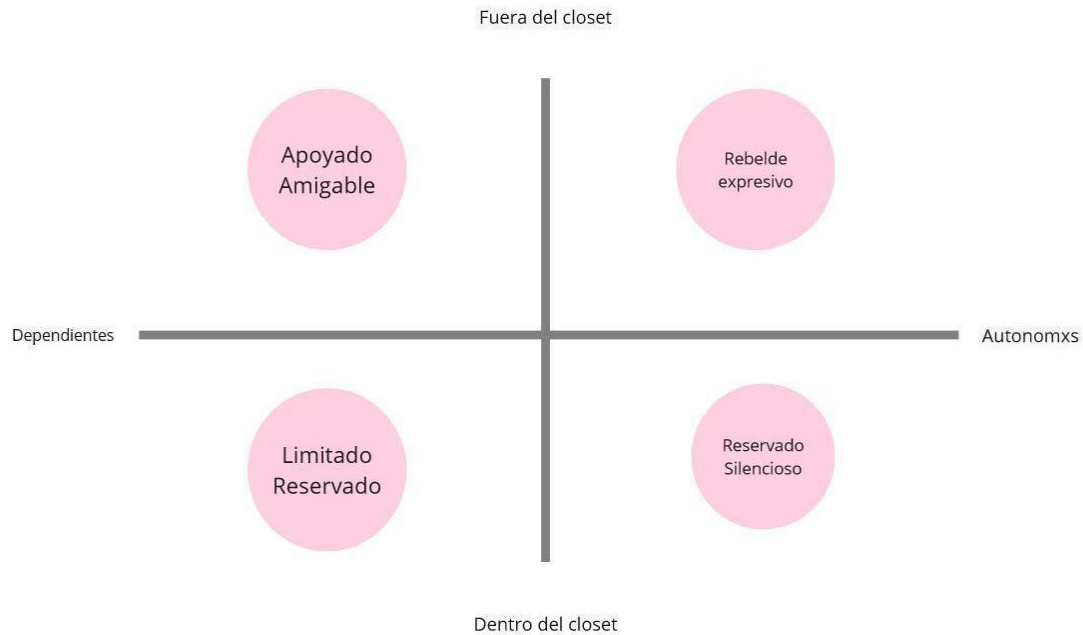 Fuera del closet
Apoyado
Amigable
Rebelde
expresivo
Dependientes
Autonomxs
Limitado
Reservado
Reservado
Silencioso
Dentro del closet